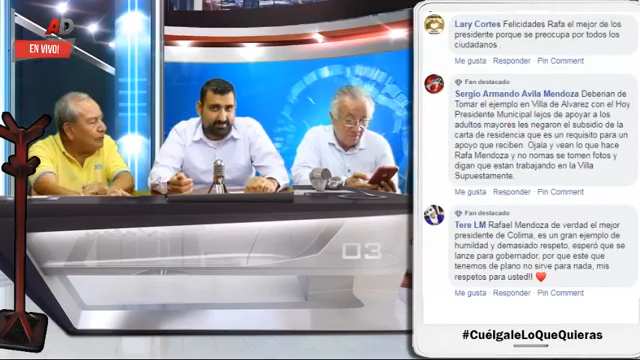 AD
EN VIVO!
03
Lary Cortes Felicidades Rafa el mejor de los
presidente porque se preocupa por todos los
ciudadanos .
Me gusta Responder Pin Comment
Fan destacado
Sergio Armando Avila Mendoza Deberian de
Tomar el ejemplo en Villa de Alvarez con el Hoy
Presidente Municipal lejos de apoyar a los
adultos mayores les negaron el subsidio de la
carta de residencia que es un requisito para un
apoyo que reciben. Ojala y vean lo que hace
Rafa Mendoza y no nomas se tomen fotos y
digan que estan trabajando en la Villa
Supuestamente.
Me gusta Responder Pin Comment
Fan destacado
Tere LM Rafael Mendoza de verdad el mejor
presidente de Colima, es un gran ejemplo de
humildad y demasiado respeto, esperó que se
lanze para gobernador, por que este que
tenemos de plano no sirve para nada, mis
respetos para usted!! ❤️
Me gusta Responder Pin Comment
#CuélgaleLoQueQuieras